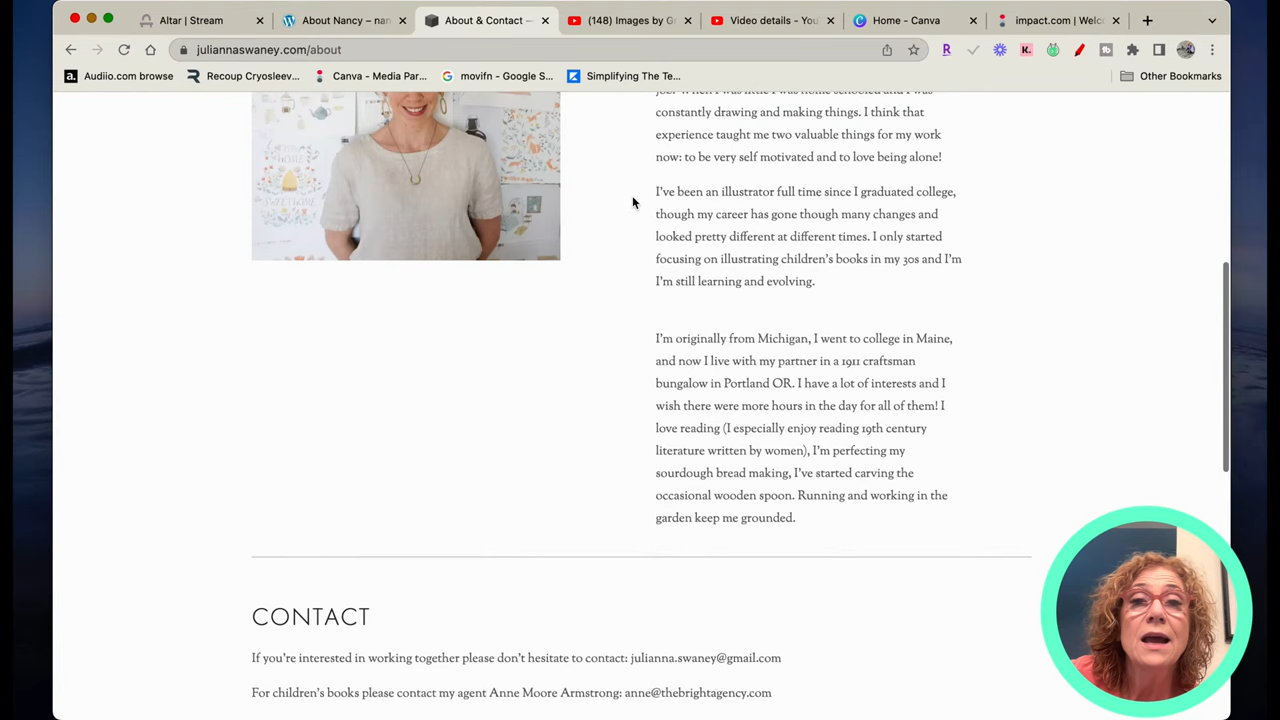 Altar | Stream
About Nancy – nan
About & Contact —
(148) Images by Gr
Video details - You
Home - Canva
impact.com | Welc
juliannaswaney.com/about
Audiio.com browse
Recoup Cryosleev...
Canva - Media Par...
movifn - Google S...
Simplifying The Te...
Other Bookmarks
job. When I was little I was home schooled and I was
constantly drawing and making things. I think that
experience taught me two valuable things for my work
now: to be very self motivated and to love being alone!
I've been an illustrator full time since I graduated college,
though my career has gone though many changes and
looked pretty different at different times. I only started
focusing on illustrating children's books in my 30s and I'm
I'm still learning and evolving.
I'm originally from Michigan, I went to college in Maine,
and now I live with my partner in a 1911 craftsman
bungalow in Portland OR. I have a lot of interests and I
wish there were more hours in the day for all of them! I
love reading (I especially enjoy reading 19th century
literature written by women), I'm perfecting my
sourdough bread making, I've started carving the
occasional wooden spoon. Running and working in the
garden keep me grounded.
CONTACT
If you're interested in working together please don't hesitate to contact: julianna.swaney@gmail.com
For children's books please contact my agent Anne Moore Armstrong: anne@thebrightagency.com